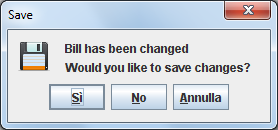 Save
Bill has been changed
Would you like to save changes?
Sì No Annulla